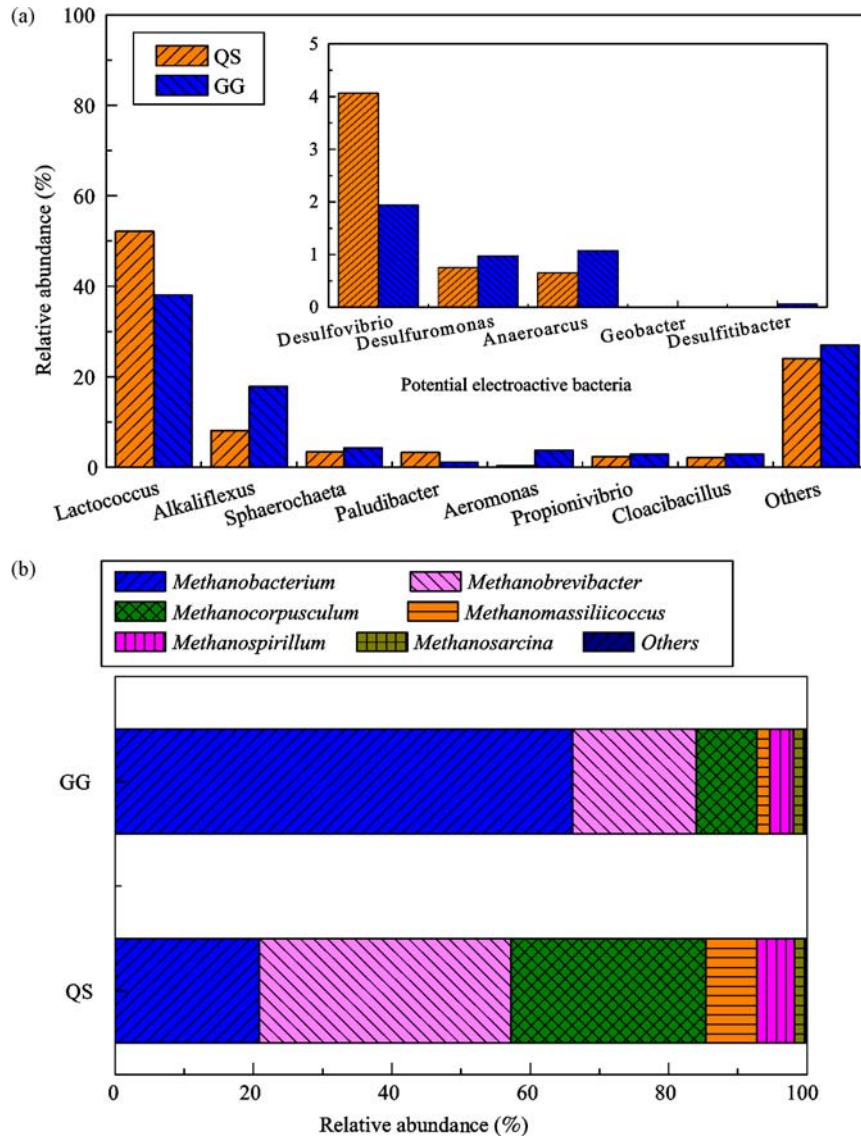 (a)
100
80
60
40
20
0
Relative abundance (%)
QS
GG
5
4
3
2
1
0
Desulfovibrio
Desulfuromonas
Anaeroarcus
Geobacter
Desulfitibacter
Potential electroactive bacteria
Lactococcus
Alkaliflexus
Sphaerochaeta
Paludibacter
Aeromonas
Propionivibrio
Cloacibacillus
Others
(b)
Methanobacterium Methanobrevibacter
Methanocorpusculum Methanomassiliicoccus
Methanospirillum Methanosarcina Others
GG
QS
0 20 40 60 80 100
Relative abundance (%)